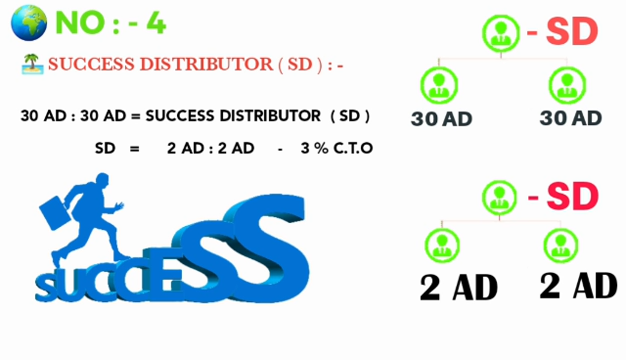 NO : - 4
SUCCESS DISTRIBUTOR ( SD ) : -
30 AD : 30 AD = SUCCESS DISTRIBUTOR ( SD )
SD = 2 AD : 2 AD - 3 % C.T.O
SUCCESS
- SD
30 AD 30 AD
- SD
2 AD 2 AD